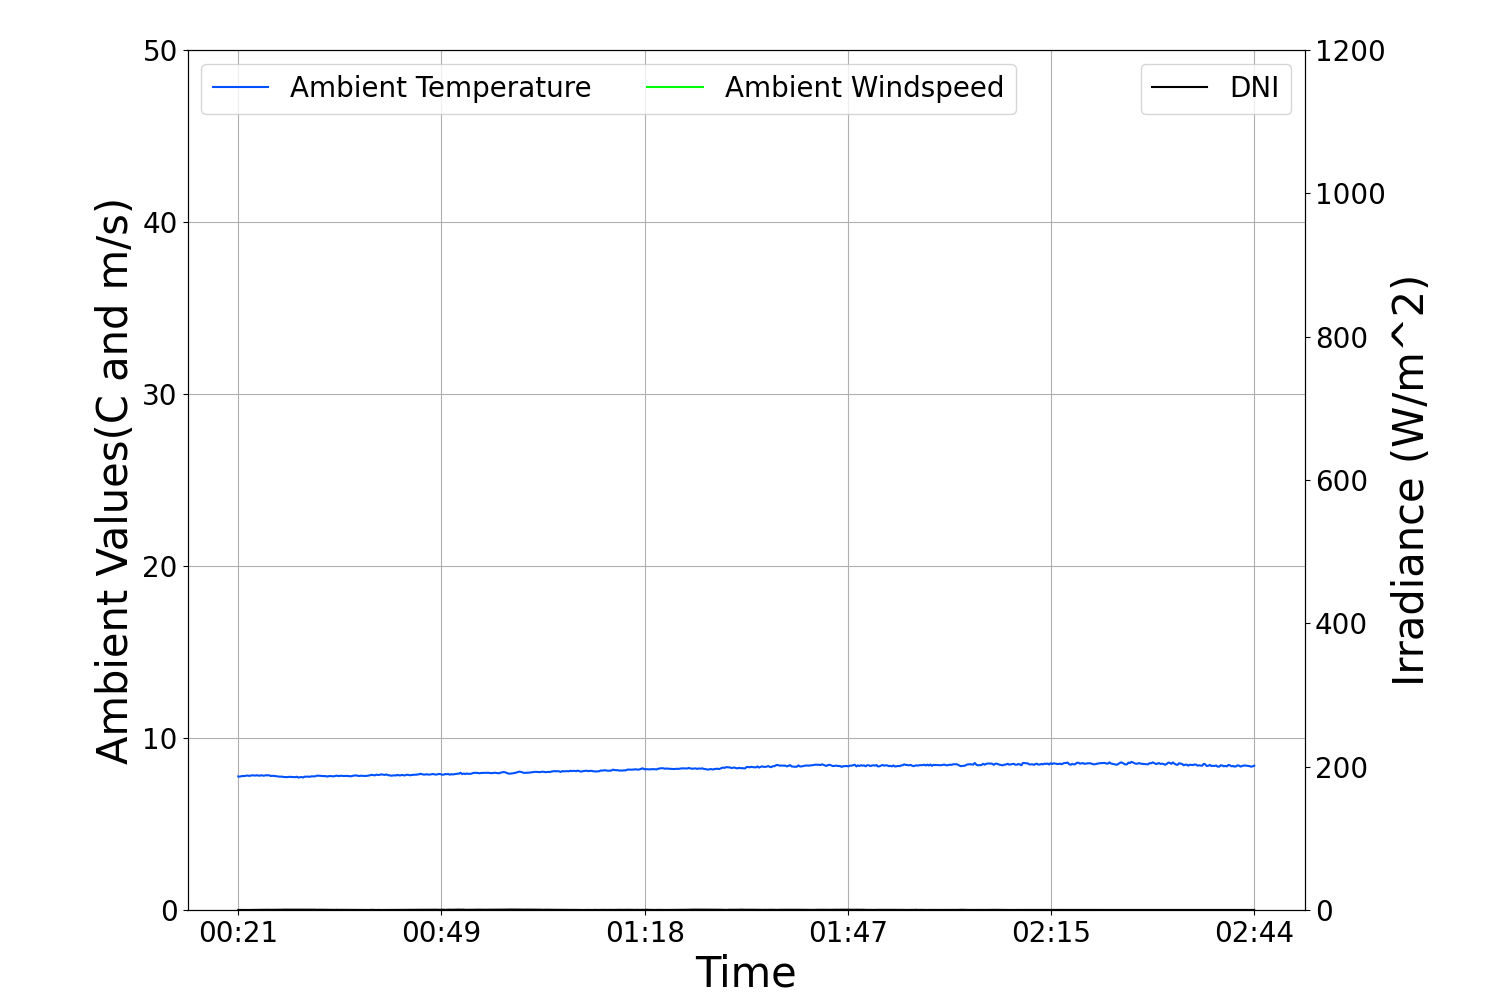 Ambient Temperature
Ambient Windspeed
DNI
Ambient Values(C and m/s)
50
40
30
20
10
0
1200
1000
800
600
400
200
0
Irradiance (W/m^2)
00:21 00:49 01:18 01:47 02:15 02:44
Time